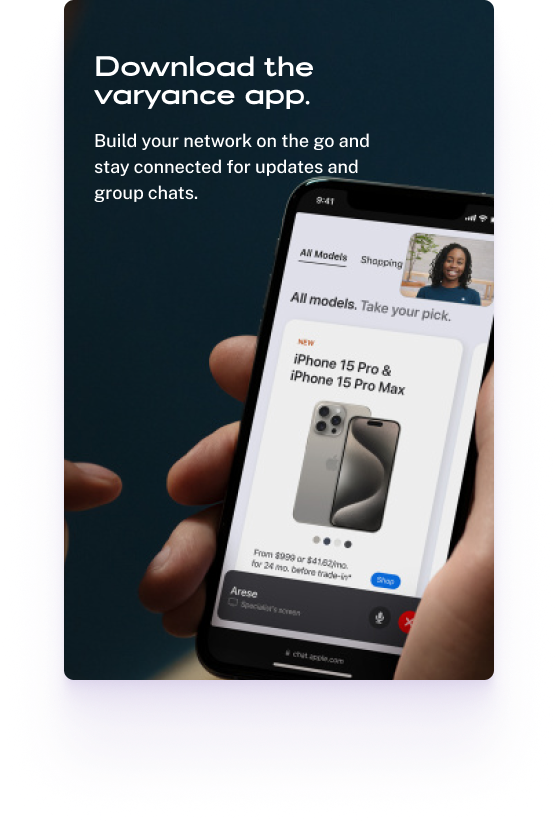 Download the
varyance app.
Build your network on the go and
stay connected for updates and
group chats.
9:41
All Models Shopping
All models. Take your pick.
NEW
iPhone 15 Pro &
iPhone 15 Pro Max
From $999 or $41.62/mo.
for 24 mo. before trade-in*
Shop
Arese
Specialist's screen
chat.apple.com